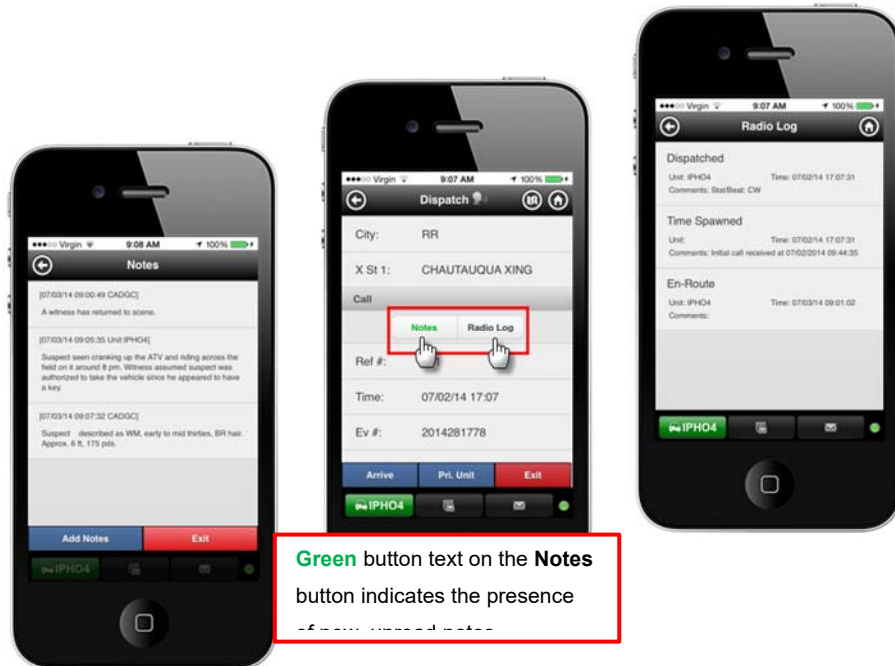 ●●●○○ Virgin 9:08 AM 100%
Notes
[07/03/14 09:00:49 CADGC]
A witness has returned to scene.
[07/03/14 09:05:35 Unit:IPHO4]
Suspect seen cranking up the ATV and riding across the
field on it around 8 pm. Witness assumed suspect was
authorized to take the vehicle since he appeared to have
a key.
[07/03/14 09:07:32 CADGC]
Suspect described as WM, early to mid thirties, BR hair.
Approx. 6 ft, 175 pds.
Add Notes Exit
IPHO4
●●●○○ Virgin 9:07 AM 100%
Dispatch
City: RR
X St 1: CHAUTAUQUA XING
Call
Notes Radio Log
Ref #:
Time: 07/02/14 17:07
Ev #: 2014281778
Arrive Pri. Unit Exit
IPHO4
Green button text on the Notes
button indicates the presence
of new, unread notes
●●●○○ Virgin 9:07 AM 100%
Radio Log
Dispatched
Unit: IPHO4 Time: 07/02/14 17:07:31
Comments: Stat/Beat: CW
Time Spawned
Unit: Time: 07/02/14 17:07:31
Comments: Initial call received at 07/02/2014 09:44:35
En-Route
Unit: IPHO4 Time: 07/03/14 09:01:02
Comments:
IPHO4